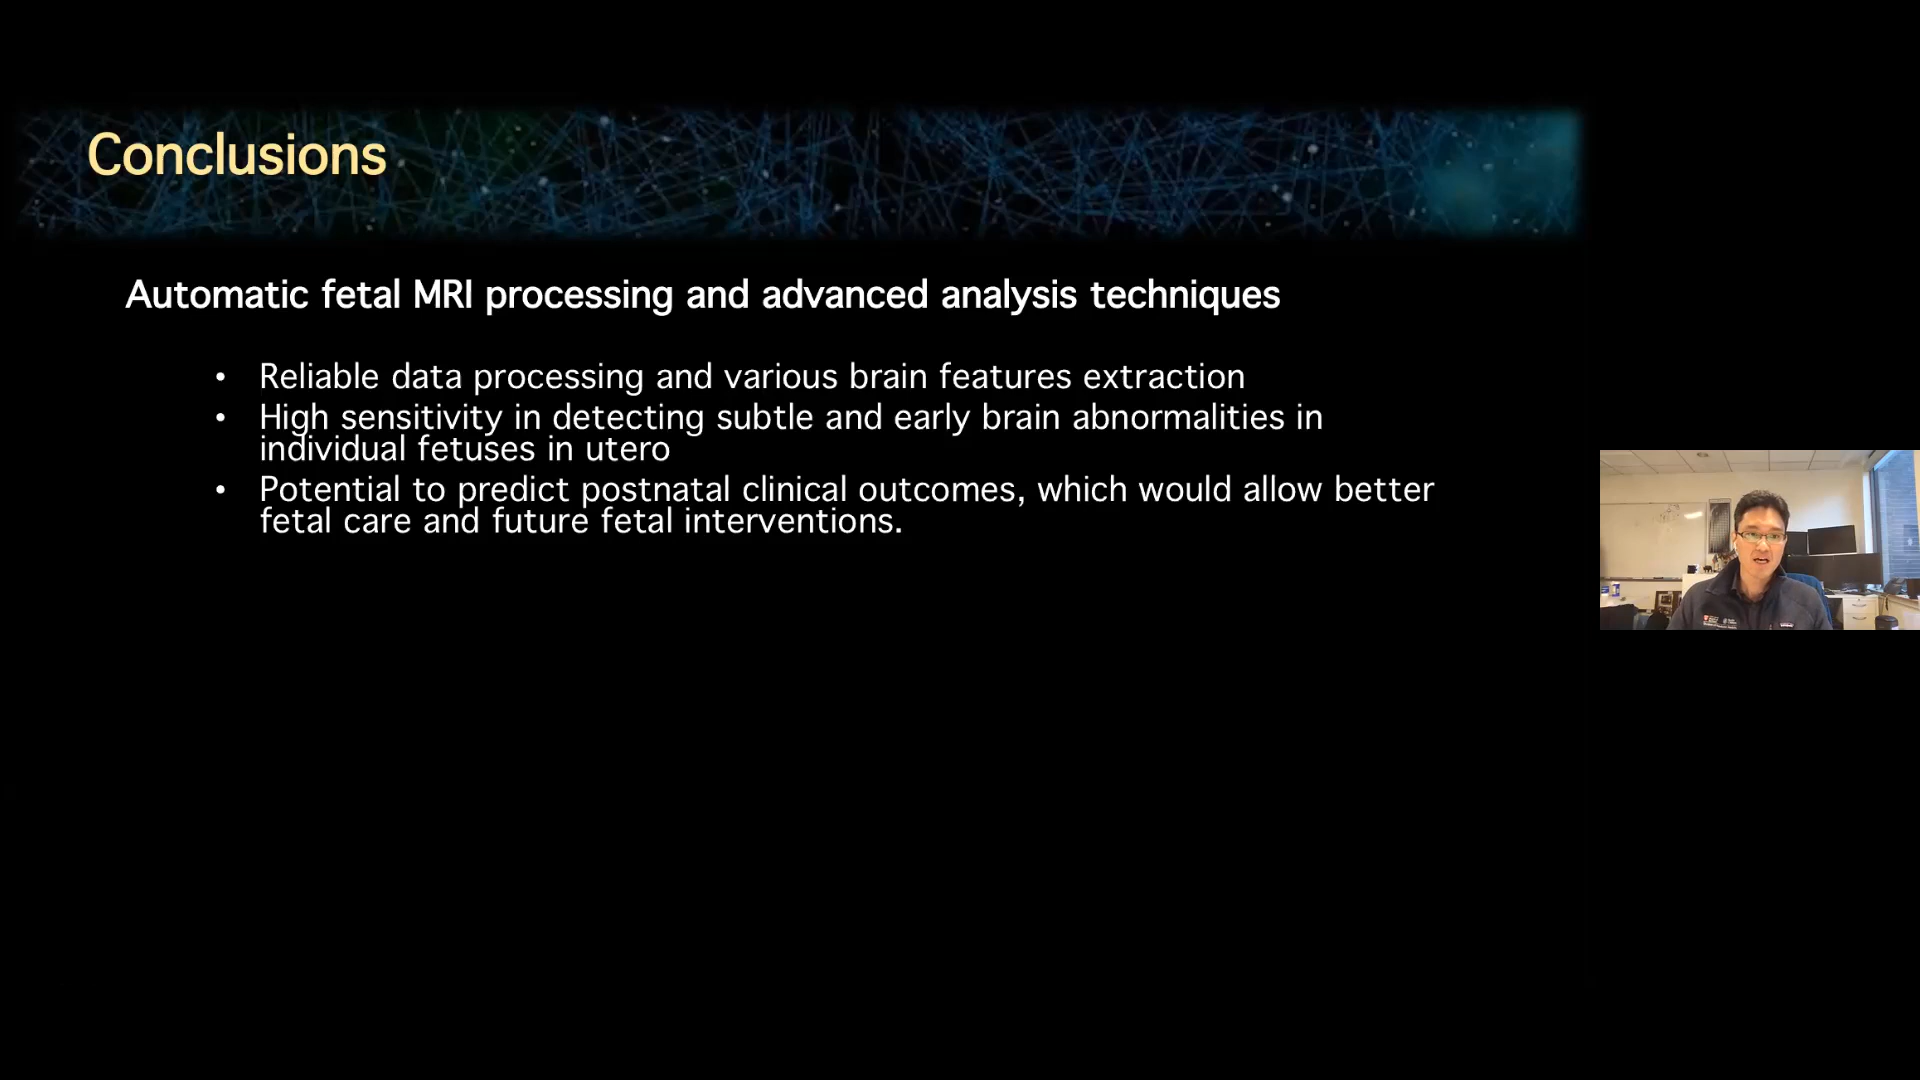 Conclusions
Automatic fetal MRI processing and advanced analysis techniques
• Reliable data processing and various brain features extraction
• High sensitivity in detecting subtle and early brain abnormalities in
individual fetuses in utero
• Potential to predict postnatal clinical outcomes, which would allow better
fetal care and future fetal interventions.